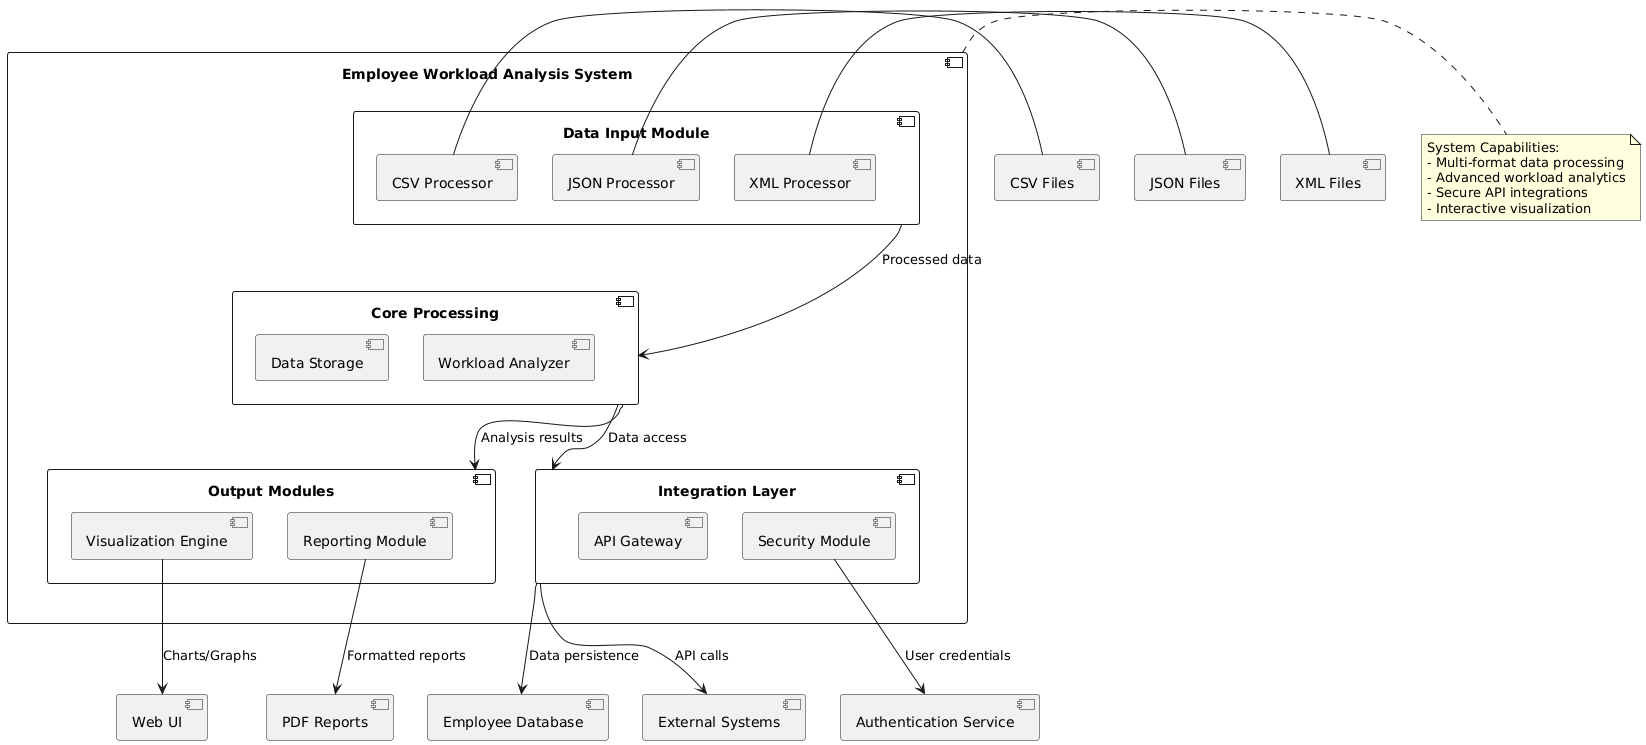 Employee Workload Analysis System
Data Input Module
CSV Processor
JSON Processor
XML Processor
CSV Files
JSON Files
XML Files
System Capabilities:
- Multi-format data processing
- Advanced workload analytics
- Secure API integrations
- Interactive visualization
Processed data
Core Processing
Data Storage
Workload Analyzer
Analysis results
Data access
Output Modules
Visualization Engine
Reporting Module
Integration Layer
API Gateway
Security Module
Charts/Graphs
Formatted reports
Data persistence
API calls
User credentials
Web UI
PDF Reports
Employee Database
External Systems
Authentication Service